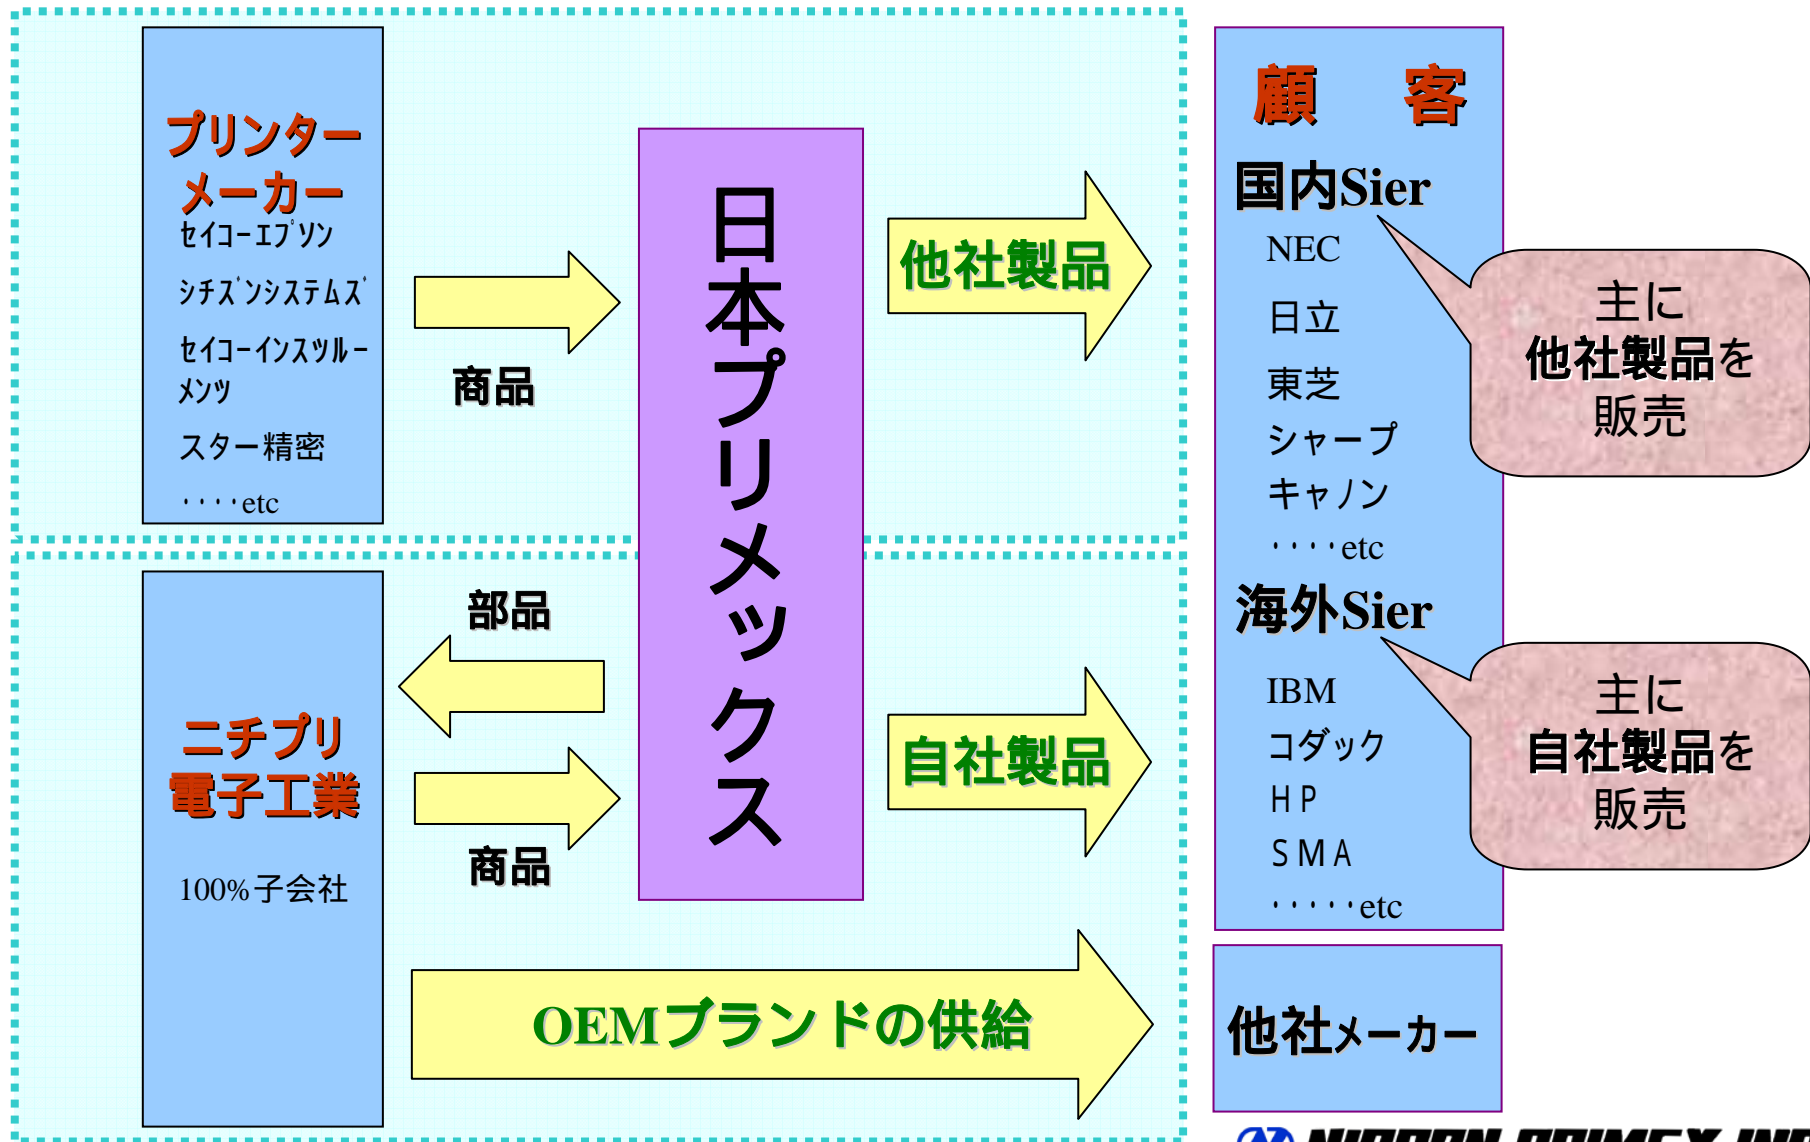 プリンター
メーカー
ｾｲｺｰｴﾌﾟｿﾝ
ｼﾁｽﾞﾝｼｽﾃﾑｽﾞ
ｾｲｺｰｲﾝｽﾂﾙｰ
ﾒﾝﾂ
スター精密
････etc
商品
日本プリメックス
他社製品
顧　客
国内Sier
NEC
日立
東芝
シャープ
キャノン
････etc
主に
他社製品を
販売
ニチプリ
電子工業
100%子会社
部品
商品
自社製品
海外Sier
IBM
コダック
ＨＰ
ＳＭＡ
･････etc
主に
自社製品を
販売
OEMブランドの供給
他社メーカー
NIPPON PRIMEX INC